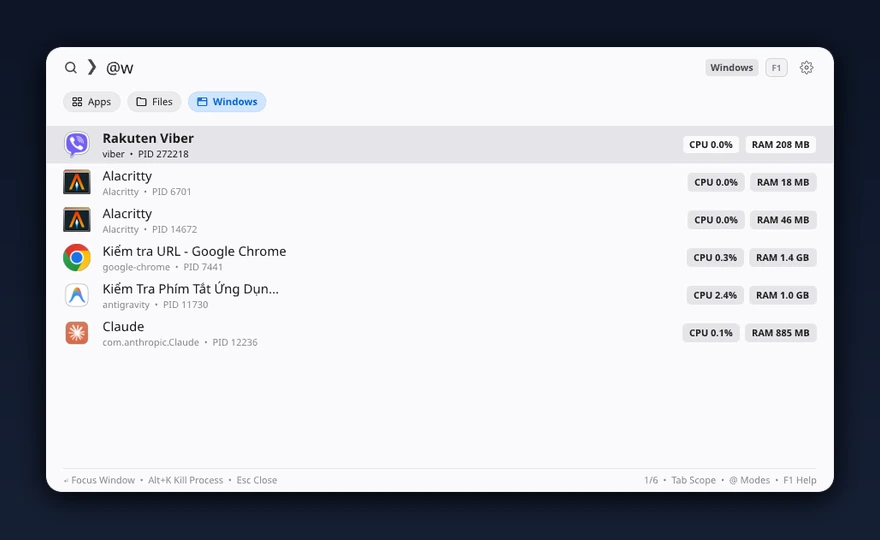 ❯ @w Windows F1
Apps Files Windows
Rakuten Viber
viber • PID 272218
CPU 0.0% RAM 208 MB
Alacritty
Alacritty • PID 6701
CPU 0.0% RAM 18 MB
Alacritty
Alacritty • PID 14672
CPU 0.0% RAM 46 MB
Kiểm tra URL - Google Chrome
google-chrome • PID 7441
CPU 0.3% RAM 1.4 GB
Kiểm Tra Phím Tắt Ứng Dụn...
antigravity • PID 11730
CPU 2.4% RAM 1.0 GB
Claude
com.anthropic.Claude • PID 12236
CPU 0.1% RAM 885 MB
↵ Focus Window • Alt+K Kill Process • Esc Close
1/6 • Tab Scope • @ Modes • F1 Help